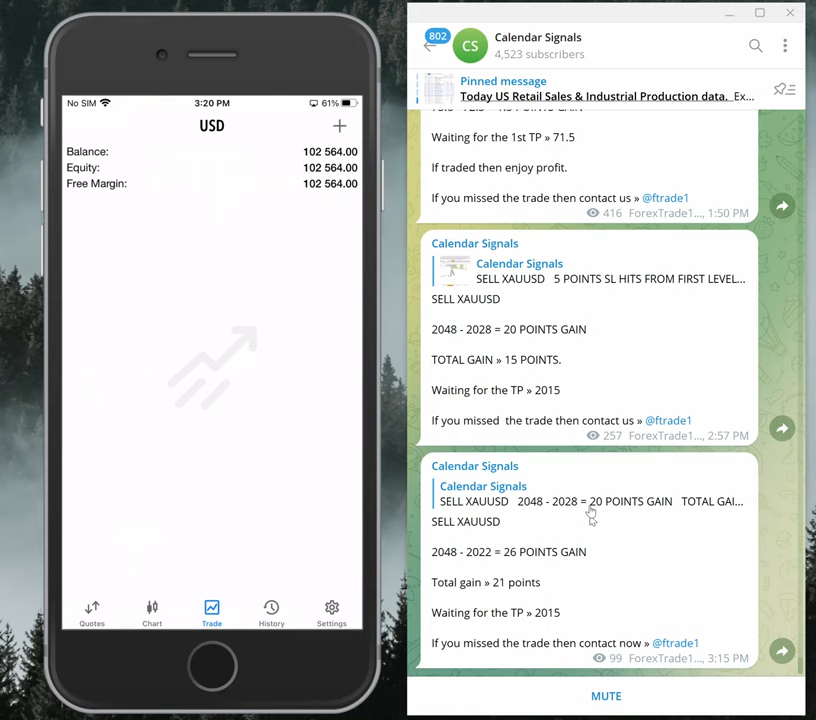 No SIM
3:20 PM
61%
USD
Balance:
102 564.00
Equity:
102 564.00
Free Margin:
102 564.00
Quotes
Chart
Trade
History
Settings
802
CS
Calendar Signals
4,523 subscribers
Pinned message
Today US Retail Sales & Industrial Production data. Ex...
Waiting for the 1st TP » 71.5
If traded then enjoy profit.
If you missed the trade then contact us » @ftrade1
416 ForexTrade1..., 1:50 PM
Calendar Signals
Calendar Signals
SELL XAUUSD 5 POINTS SL HITS FROM FIRST LEVEL...
SELL XAUUSD
2048 - 2028 = 20 POINTS GAIN
TOTAL GAIN » 15 POINTS.
Waiting for the TP » 2015
If you missed the trade then contact us » @ftrade1
257 ForexTrade1..., 2:57 PM
Calendar Signals
Calendar Signals
SELL XAUUSD 2048 - 2028 = 20 POINTS GAIN TOTAL GAI...
SELL XAUUSD
2048 - 2022 = 26 POINTS GAIN
Total gain » 21 points
Waiting for the TP » 2015
If you missed the trade then contact now » @ftrade1
99 ForexTrade1..., 3:15 PM
MUTE